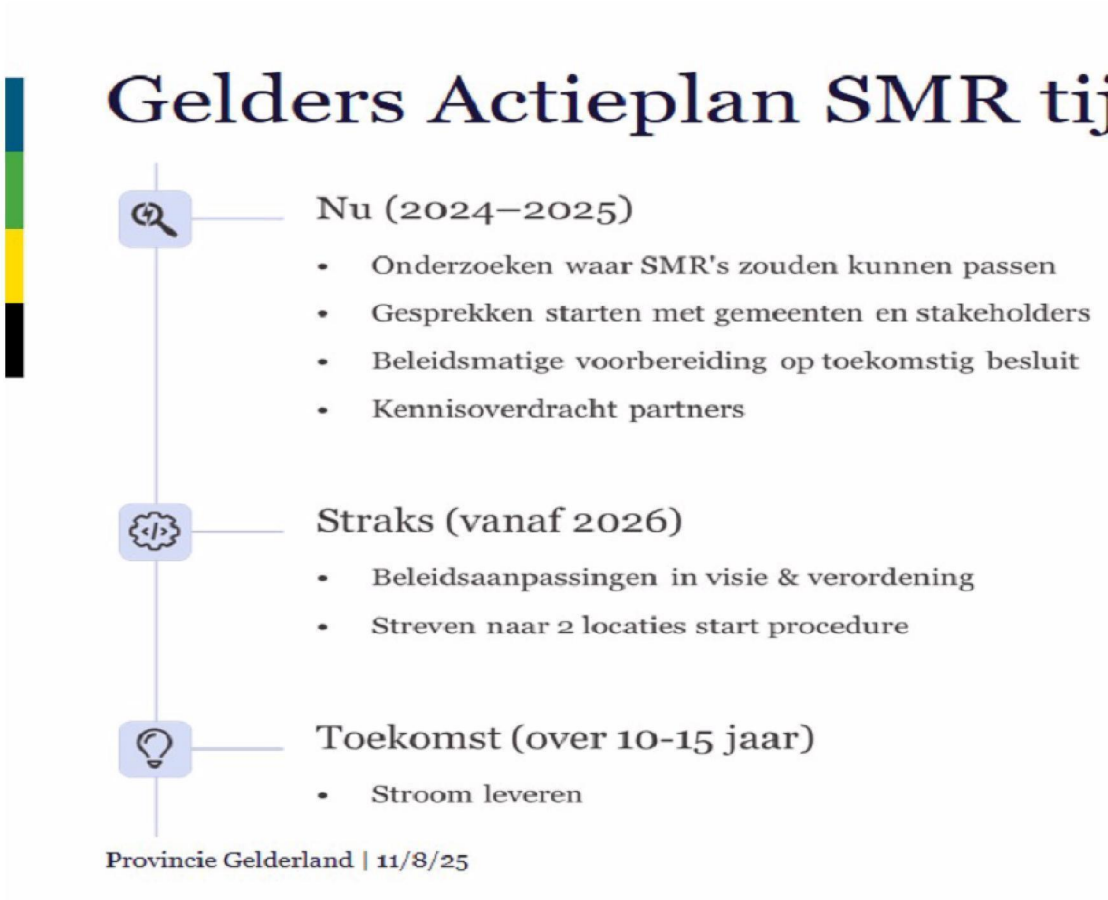 Gelders Actieplan SMR tij
Nu (2024–2025)
• Onderzoeken waar SMR's zouden kunnen passen
• Gesprekken starten met gemeenten en stakeholders
• Beleidsmatige voorbereiding op toekomstig besluit
• Kennisoverdracht partners
Straks (vanaf 2026)
• Beleidsaanpassingen in visie & verordening
• Streven naar 2 locaties start procedure
Toekomst (over 10-15 jaar)
• Stroom leveren
Provincie Gelderland | 11/8/25